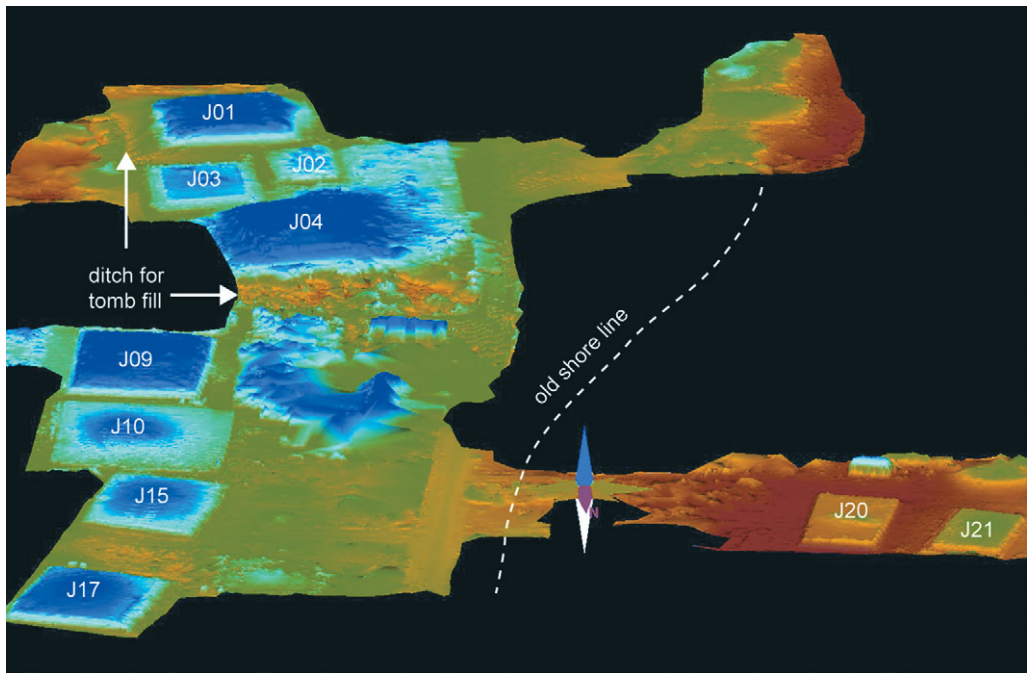 J01
J02
J03
J04
ditch for
tomb fill
J09
old shore line
J10
J15
N
J20
J21
J17